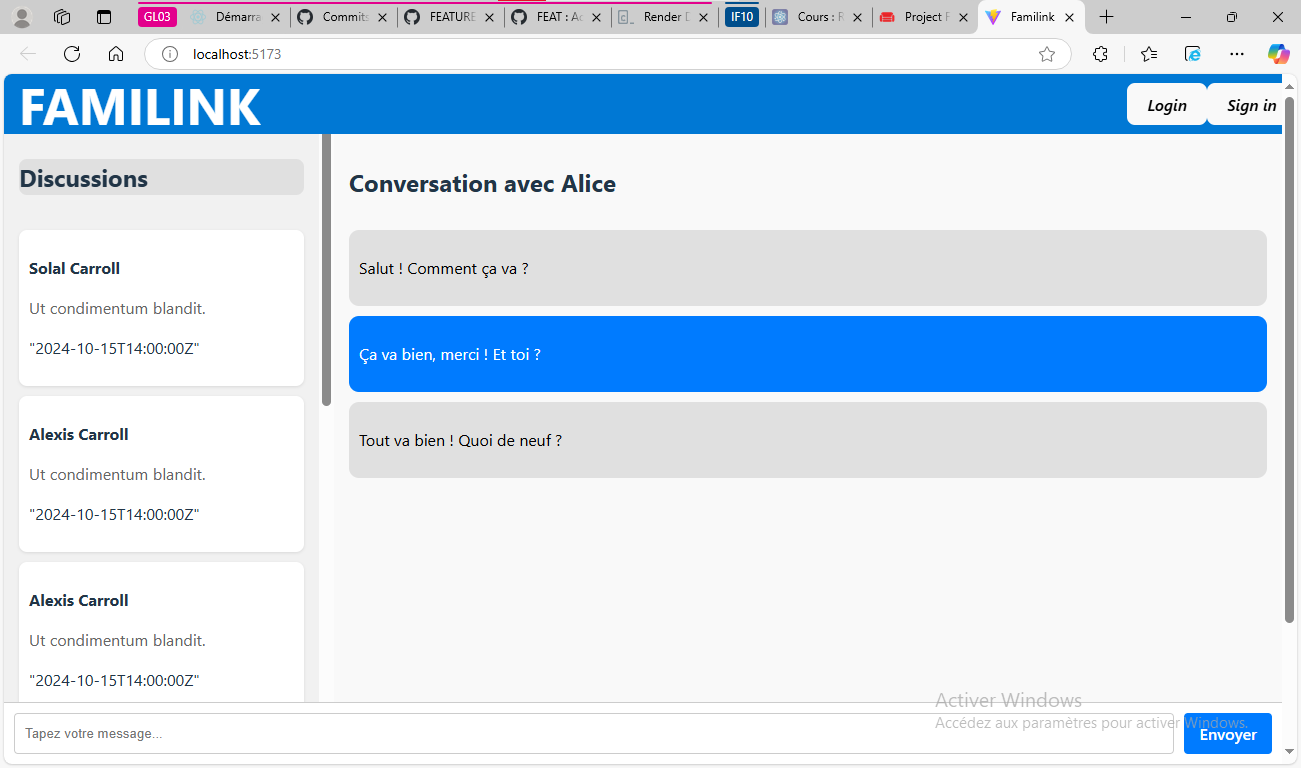 GL03
Démarra
Commits
FEATURE
FEAT : Ac
Render D
IF10
Cours : R
Project F
Familink
localhost:5173
FAMILINK
Login
Sign in
Discussions
Solal Carroll
Ut condimentum blandit.
"2024-10-15T14:00:00Z"
Alexis Carroll
Ut condimentum blandit.
"2024-10-15T14:00:00Z"
Alexis Carroll
Ut condimentum blandit.
"2024-10-15T14:00:00Z"
Conversation avec Alice
Salut ! Comment ça va ?
Ça va bien, merci ! Et toi ?
Tout va bien ! Quoi de neuf ?
Activer Windows
Accédez aux paramètres pour activer Windows.
Tapez votre message...
Envoyer